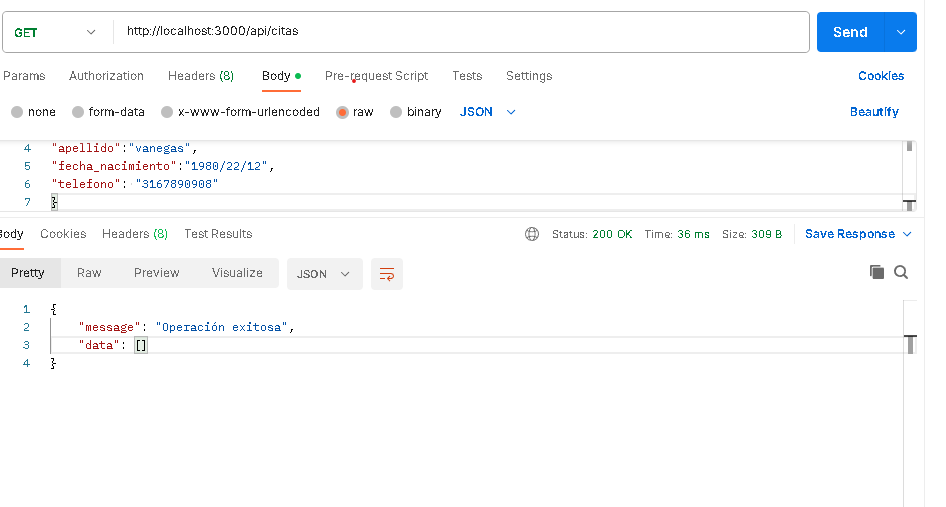 GET http://localhost:3000/api/citas Send
Params Authorization Headers (8) Body Pre-request Script Tests Settings Cookies
none form-data x-www-form-urlencoded raw binary JSON Beautify
4 "apellido":"vanegas",
5 "fecha_nacimiento":"1980/22/12",
6 "telefono": "3167890908"
7 }
Body Cookies Headers (8) Test Results Status: 200 OK Time: 36 ms Size: 309 B Save Response
Pretty Raw Preview Visualize JSON
1 {
2 "message": "Operación exitosa",
3 "data": []
4 }